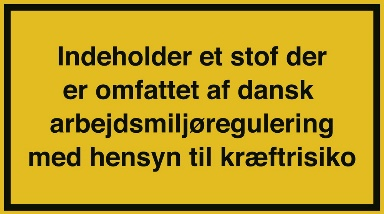 Indeholder et stof der
er omfattet af dansk
arbejdsmiljøregulering
med hensyn til kræftrisiko